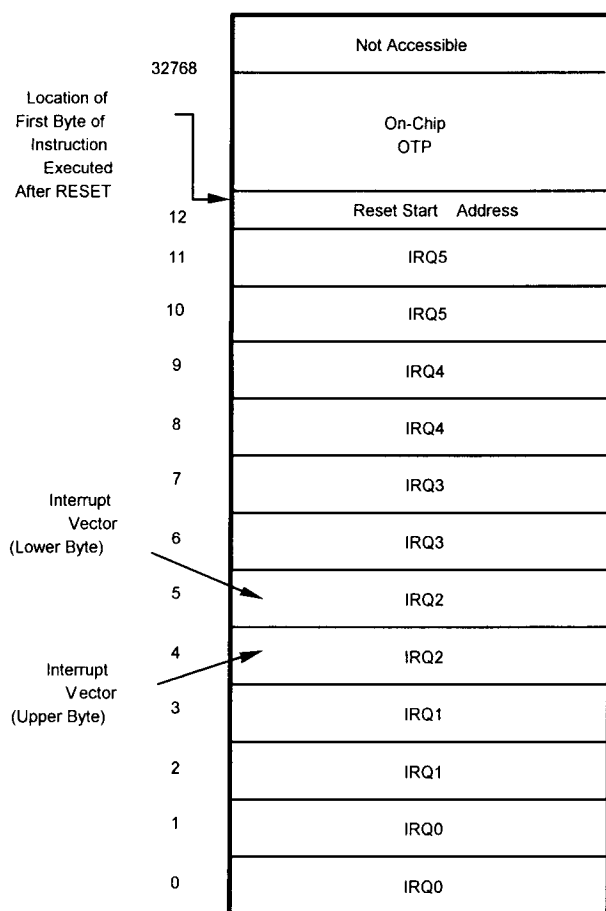 Not Accessible
32768
Location of
First Byte of
Instruction
Executed
After RESET
On-Chip
OTP
12
Reset Start Address
11
IRQ5
10
IRQ5
9
IRQ4
8
IRQ4
7
IRQ3
Interrupt
Vector
(Lower Byte)
6
IRQ3
5
IRQ2
4
IRQ2
Interrupt
Vector
(Upper Byte)
3
IRQ1
2
IRQ1
1
IRQ0
0
IRQ0